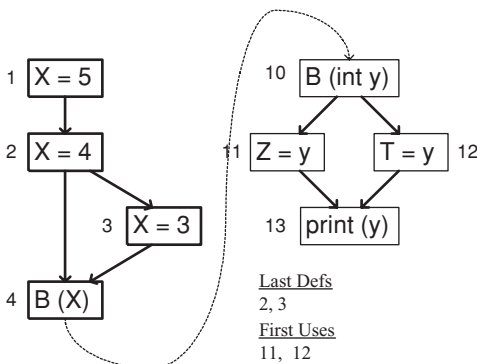 1 X = 5
2 X = 4
3 X = 3
4 B (X)
10 B (int y)
11 Z = y
T = y 12
13 print (y)
Last Defs
2, 3
First Uses
11, 12